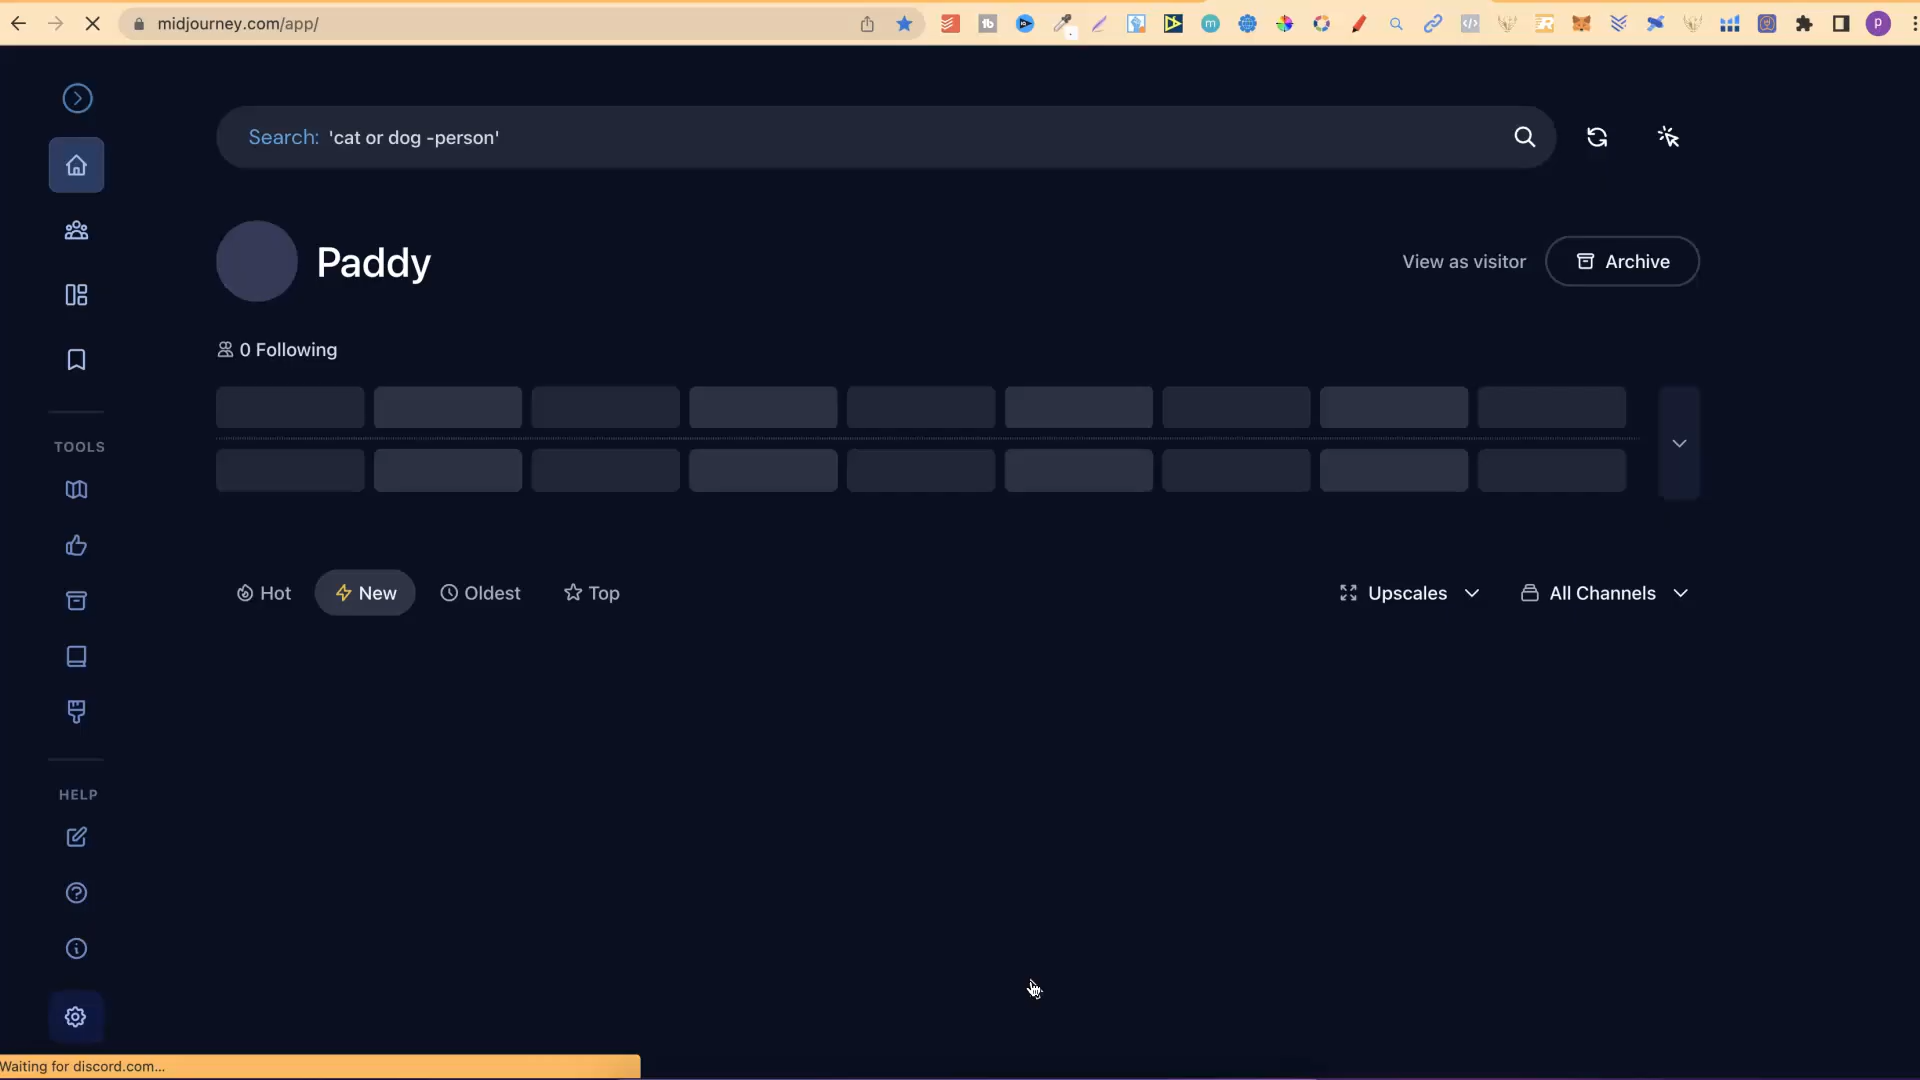 midjourney.com/app/
Search: 'cat or dog -person'
Paddy
View as visitor
Archive
0 Following
TOOLS
Hot
New
Oldest
Top
Upscales
All Channels
HELP
Waiting for discord.com...